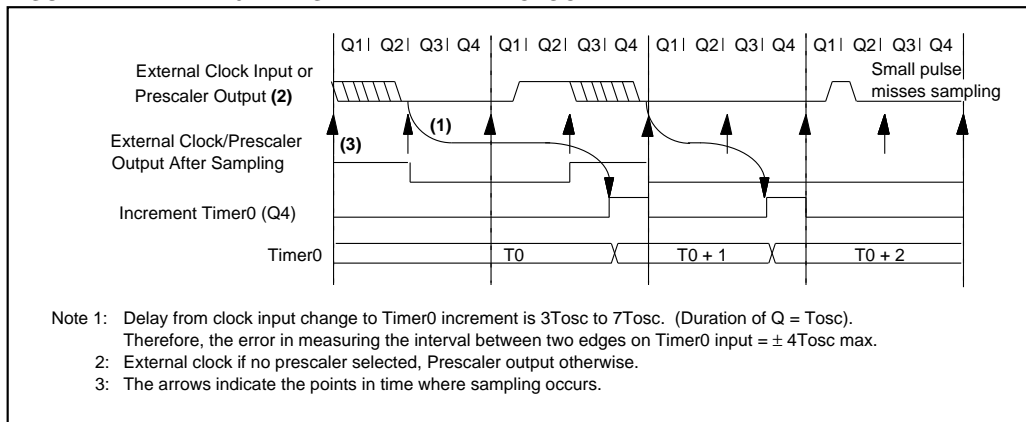 Q1| Q2| Q3| Q4 Q1| Q2| Q3| Q4 Q1| Q2| Q3| Q4 Q1| Q2| Q3| Q4
External Clock Input or
Prescaler Output (2)
Small pulse
misses sampling
(1)
(3)
External Clock/Prescaler
Output After Sampling
Increment Timer0 (Q4)
Timer0
T0 T0 + 1 T0 + 2
Note 1: Delay from clock input change to Timer0 increment is 3Tosc to 7Tosc. (Duration of Q = Tosc).
Therefore, the error in measuring the interval between two edges on Timer0 input = ± 4Tosc max.
2: External clock if no prescaler selected, Prescaler output otherwise.
3: The arrows indicate the points in time where sampling occurs.